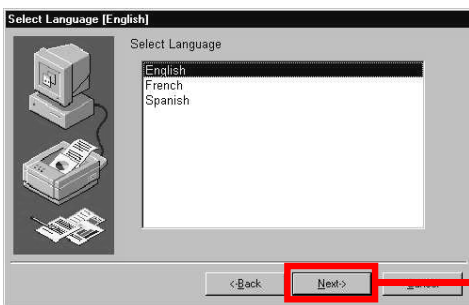 Select Language [English]
Select Language
English
French
Spanish
<-Back
Next->